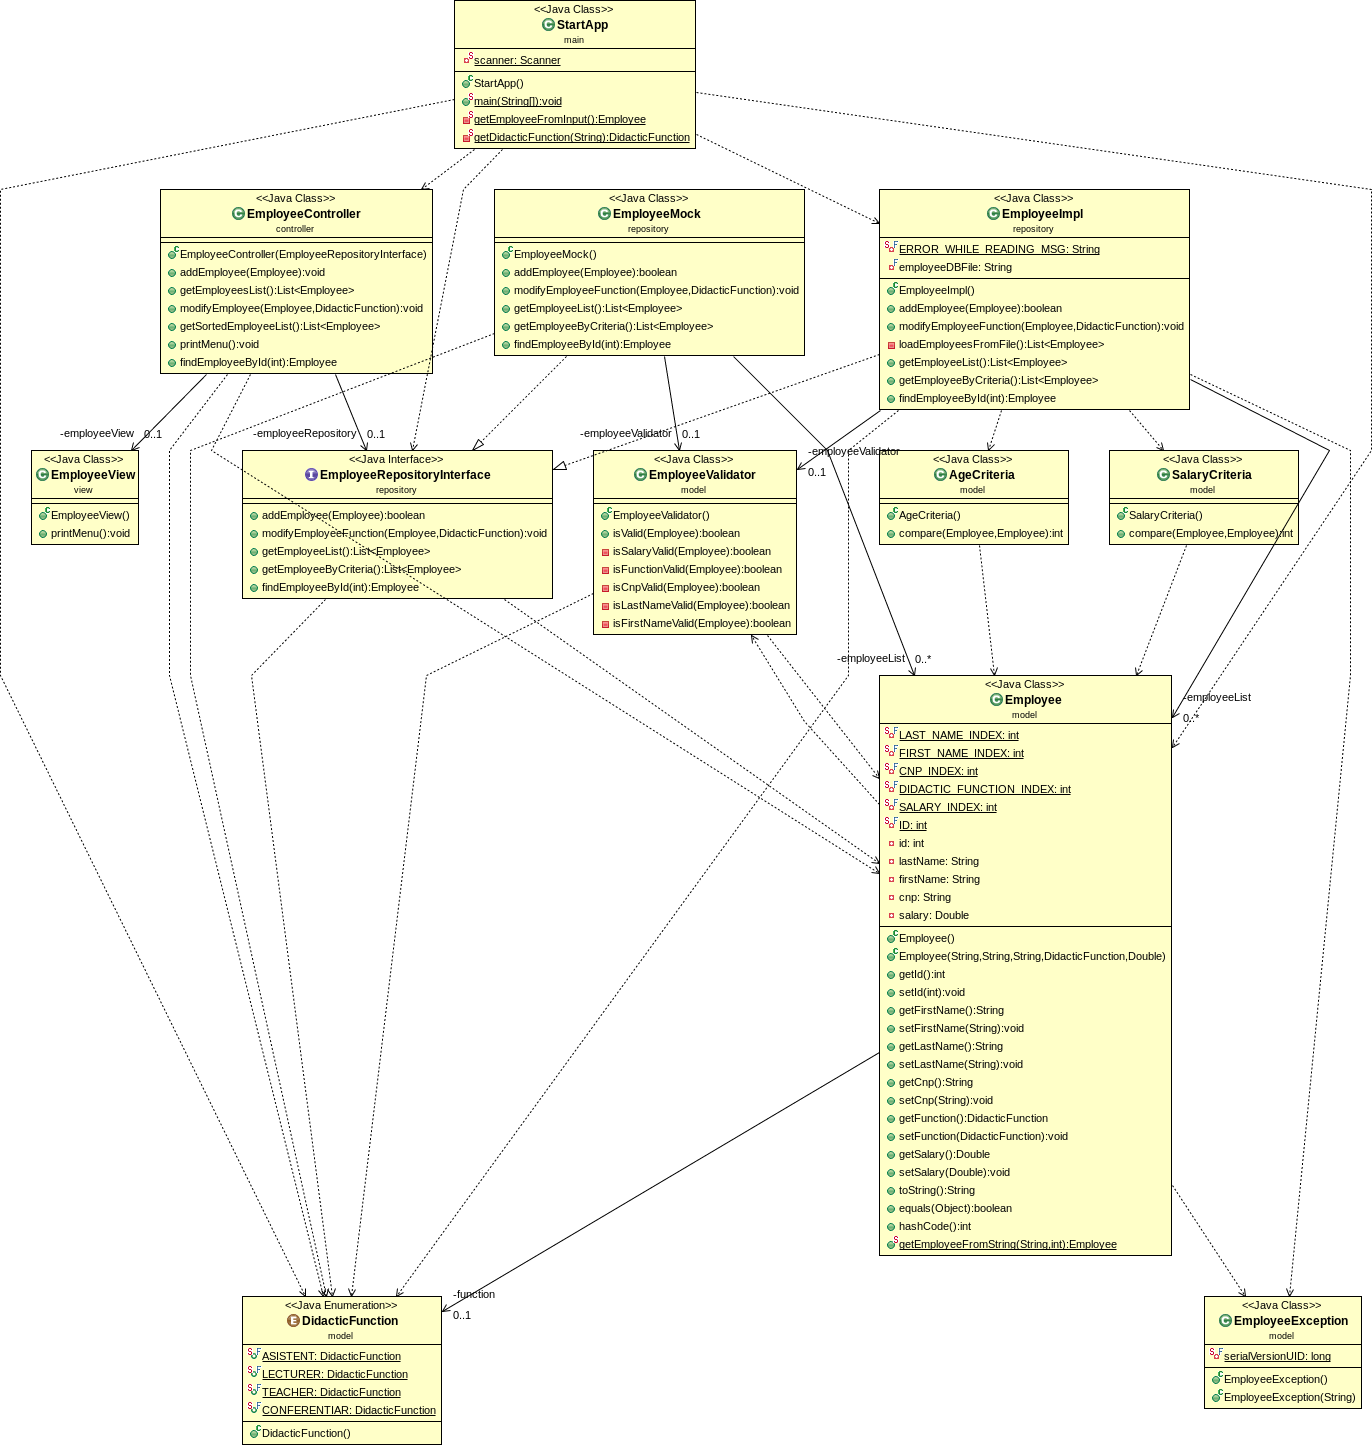 <<Java Class>>
StartApp
main
scanner: Scanner
StartApp()
main(String[]):void
getEmployeeFromInput():Employee
getDidacticFunction(String):DidacticFunction
<<Java Class>>
EmployeeController
controller
EmployeeController(EmployeeRepositoryInterface)
addEmployee(Employee):void
getEmployeesList():List<Employee>
modifyEmployee(Employee,DidacticFunction):void
getSortedEmployeeList():List<Employee>
printMenu():void
findEmployeeById(int):Employee
<<Java Class>>
EmployeeMock
repository
EmployeeMock()
addEmployee(Employee):boolean
modifyEmployeeFunction(Employee,DidacticFunction):void
getEmployeeList():List<Employee>
getEmployeeByCriteria():List<Employee>
findEmployeeById(int):Employee
<<Java Class>>
EmployeeImpl
repository
ERROR_WHILE_READING_MSG: String
employeeDBFile: String
EmployeeImpl()
addEmployee(Employee):boolean
modifyEmployeeFunction(Employee,DidacticFunction):void
loadEmployeesFromFile():List<Employee>
getEmployeeList():List<Employee>
getEmployeeByCriteria():List<Employee>
findEmployeeById(int):Employee
-employeeView 0..1
-employeeRepository 0..1
-employeeValidator 0..1
-employeeValidator
0..1
<<Java Class>>
EmployeeView
view
EmployeeView()
printMenu():void
<<Java Interface>>
EmployeeRepositoryInterface
repository
addEmployee(Employee):boolean
modifyEmployeeFunction(Employee,DidacticFunction):void
getEmployeeList():List<Employee>
getEmployeeByCriteria():List<Employee>
findEmployeeById(int):Employee
<<Java Class>>
EmployeeValidator
model
EmployeeValidator()
isValid(Employee):boolean
isSalaryValid(Employee):boolean
isFunctionValid(Employee):boolean
isCnpValid(Employee):boolean
isLastNameValid(Employee):boolean
isFirstNameValid(Employee):boolean
<<Java Class>>
AgeCriteria
model
AgeCriteria()
compare(Employee,Employee):int
<<Java Class>>
SalaryCriteria
model
SalaryCriteria()
compare(Employee,Employee):int
-employeeList 0..*
-employeeList
0..*
<<Java Class>>
Employee
model
LAST_NAME_INDEX: int
FIRST_NAME_INDEX: int
CNP_INDEX: int
DIDACTIC_FUNCTION_INDEX: int
SALARY_INDEX: int
ID: int
id: int
lastName: String
firstName: String
cnp: String
salary: Double
Employee()
Employee(String,String,String,DidacticFunction,Double)
getId():int
setId(int):void
getFirstName():String
setFirstName(String):void
getLastName():String
setLastName(String):void
getCnp():String
setCnp(String):void
getFunction():DidacticFunction
setFunction(DidacticFunction):void
getSalary():Double
setSalary(Double):void
toString():String
equals(Object):boolean
hashCode():int
getEmployeeFromString(String,int):Employee
-function
0..1
<<Java Enumeration>>
DidacticFunction
model
ASISTENT: DidacticFunction
LECTURER: DidacticFunction
TEACHER: DidacticFunction
CONFERENTIAR: DidacticFunction
DidacticFunction()
<<Java Class>>
EmployeeException
model
serialVersionUID: long
EmployeeException()
EmployeeException(String)